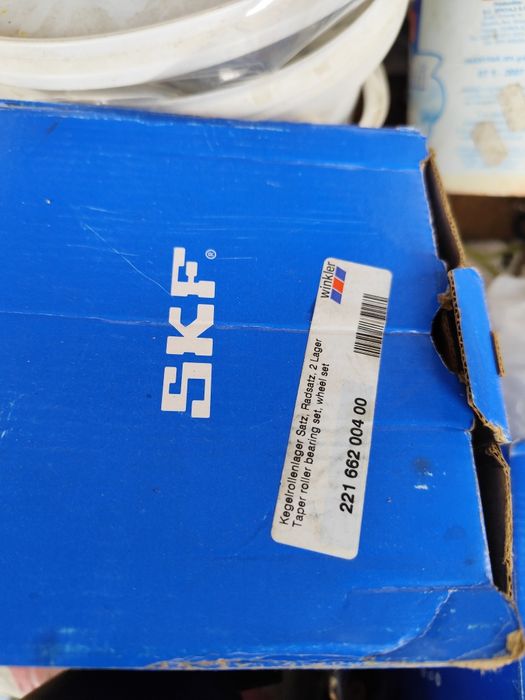 SKF®
winkler
Kegelrollenlager Satz, Radsatz, 2 Lager
Taper roller bearing set, wheel set
221 662 004 00